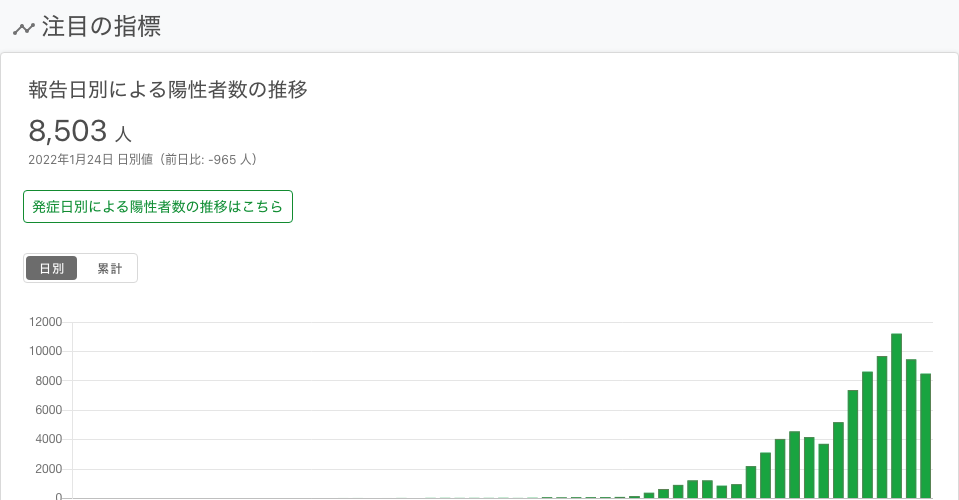 注目の指標
報告日別による陽性者数の推移
8,503 人
2022年1月24日 日別値（前日比: -965 人）
発症日別による陽性者数の推移はこちら
日別 累計
12000
10000
8000
6000
4000
2000
0